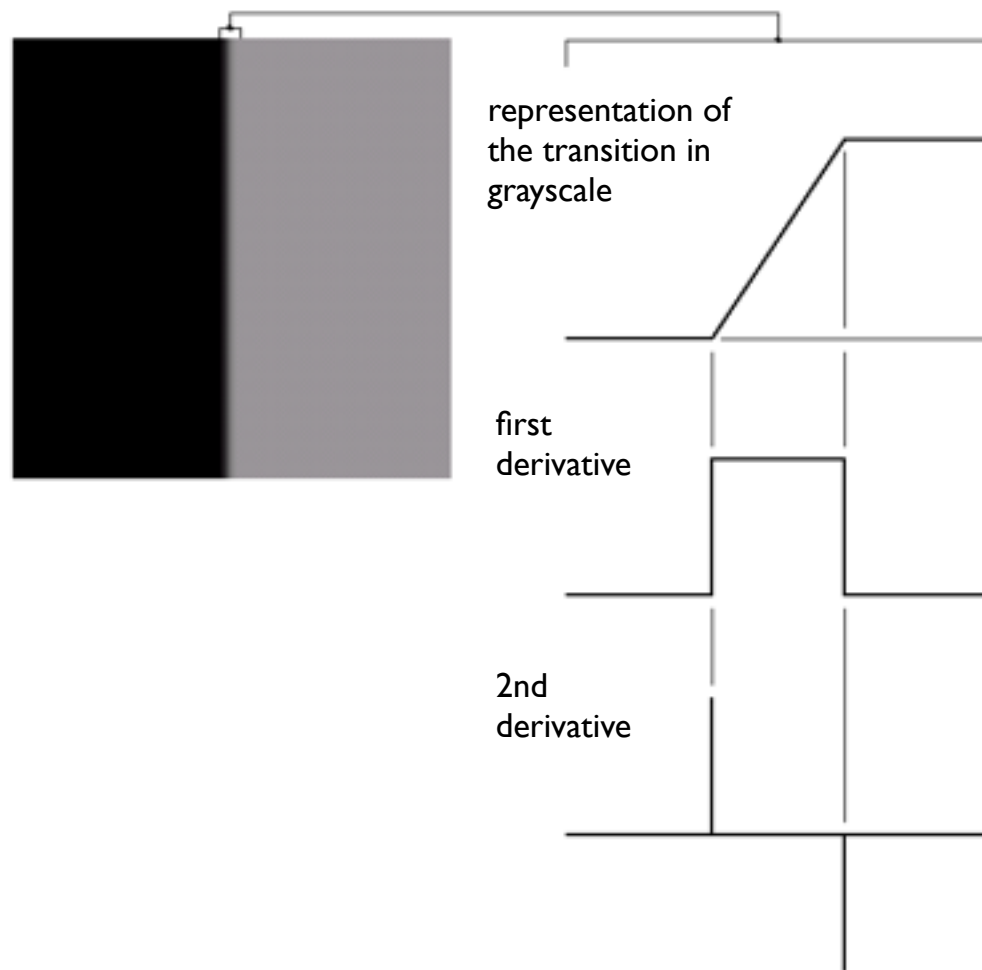 representation of
the transition in
grayscale
first
derivative
2nd
derivative